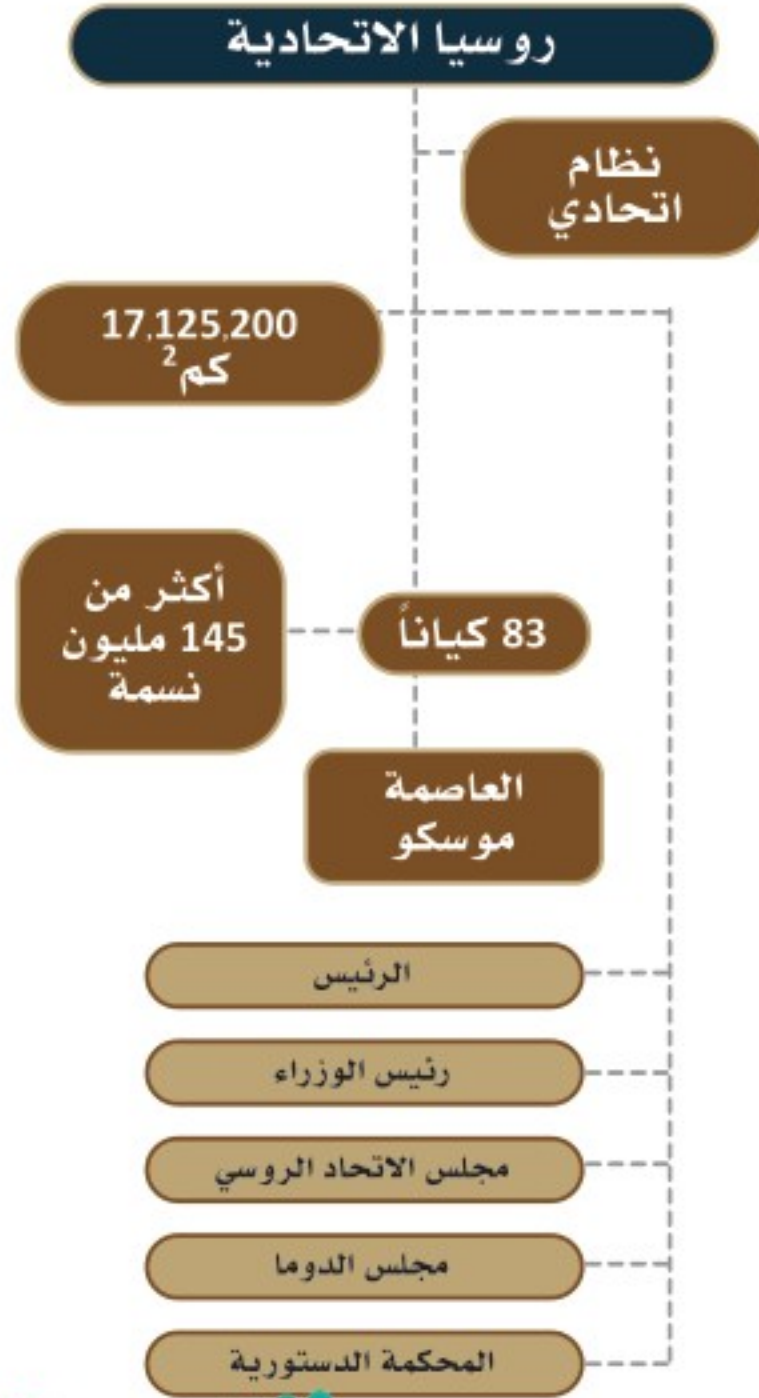 روسيا الاتحادية
نظام
اتحادي
17,125,200
كم²
أكثر من
145 مليون
نسمة
83 كياناً
العاصمة
موسكو
الرئيس
رئيس الوزراء
مجلس الاتحاد الروسي
مجلس الدوما
المحكمة الدستورية